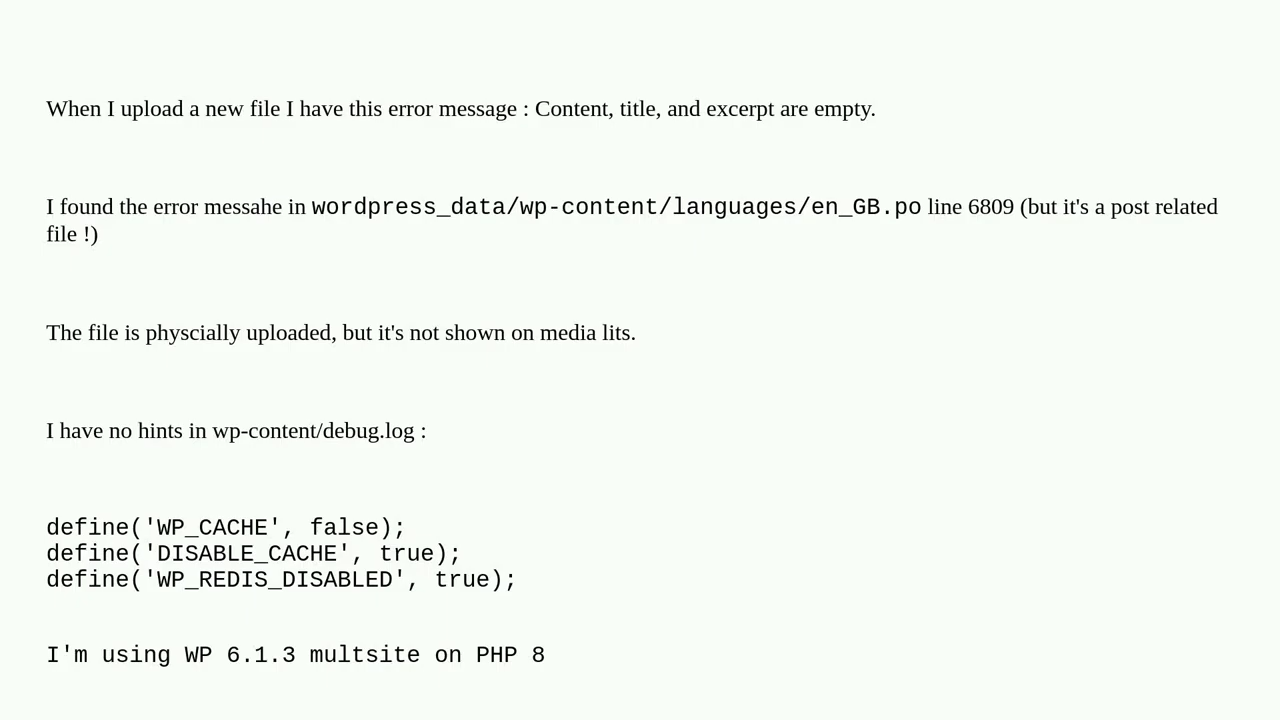 When I upload a new file I have this error message : Content, title, and excerpt are empty.
I found the error messahe in wordpress_data/wp-content/languages/en_GB.po line 6809 (but it's a post related
file !)
The file is physcially uploaded, but it's not shown on media lits.
I have no hints in wp-content/debug.log :
define('WP_CACHE', false);
define('DISABLE_CACHE', true);
define('WP_REDIS_DISABLED', true);
I'm using WP 6.1.3 multsite on PHP 8